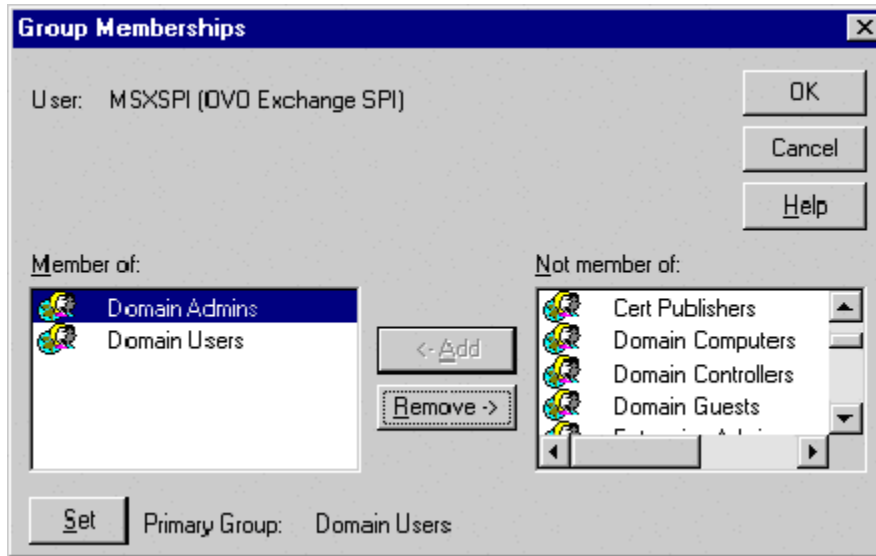 Group Memberships
User: MSXSPI (OVO Exchange SPI)
OK
Cancel
Help
Member of:
Domain Admins
Domain Users
<-Add
Remove ->
Not member of:
Cert Publishers
Domain Computers
Domain Controllers
Domain Guests
Set
Primary Group: Domain Users